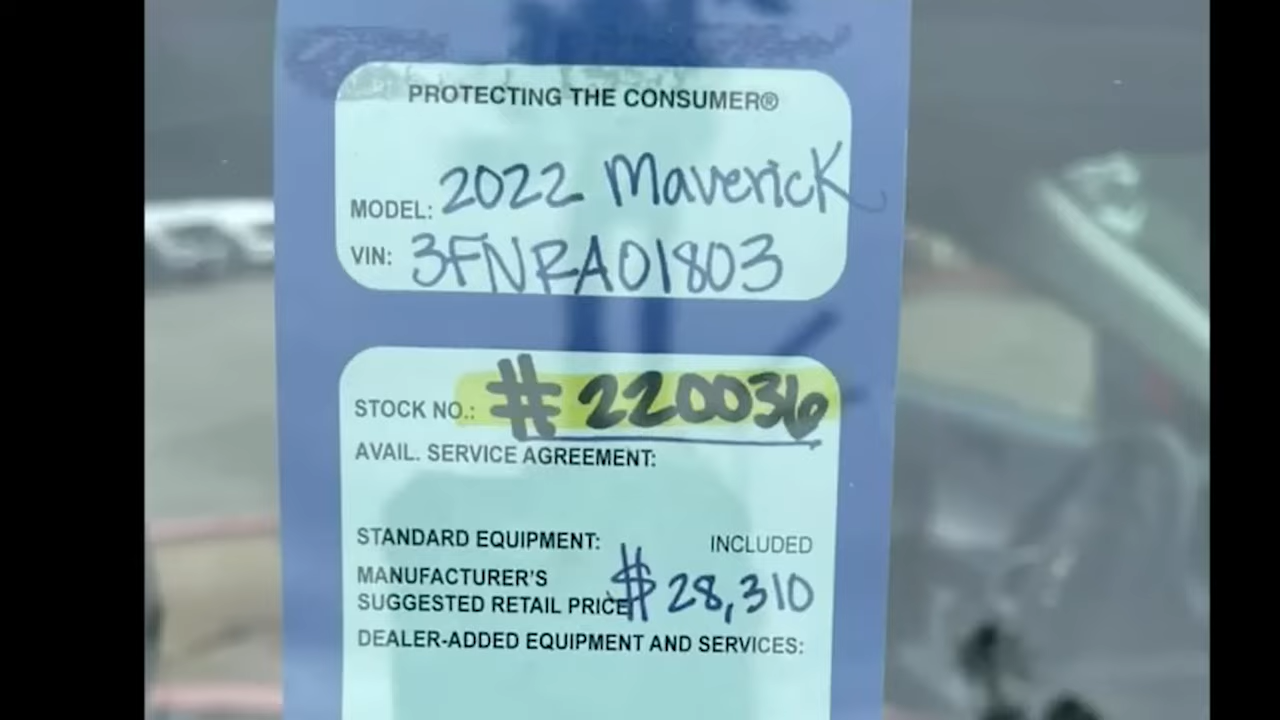 PROTECTING THE CONSUMER®
MODEL: 2022 Maverick
VIN: 3FNRA01803
STOCK NO.: #220036
AVAIL. SERVICE AGREEMENT:
STANDARD EQUIPMENT: INCLUDED
MANUFACTURER'S
SUGGESTED RETAIL PRICE $28,310
DEALER-ADDED EQUIPMENT AND SERVICES: